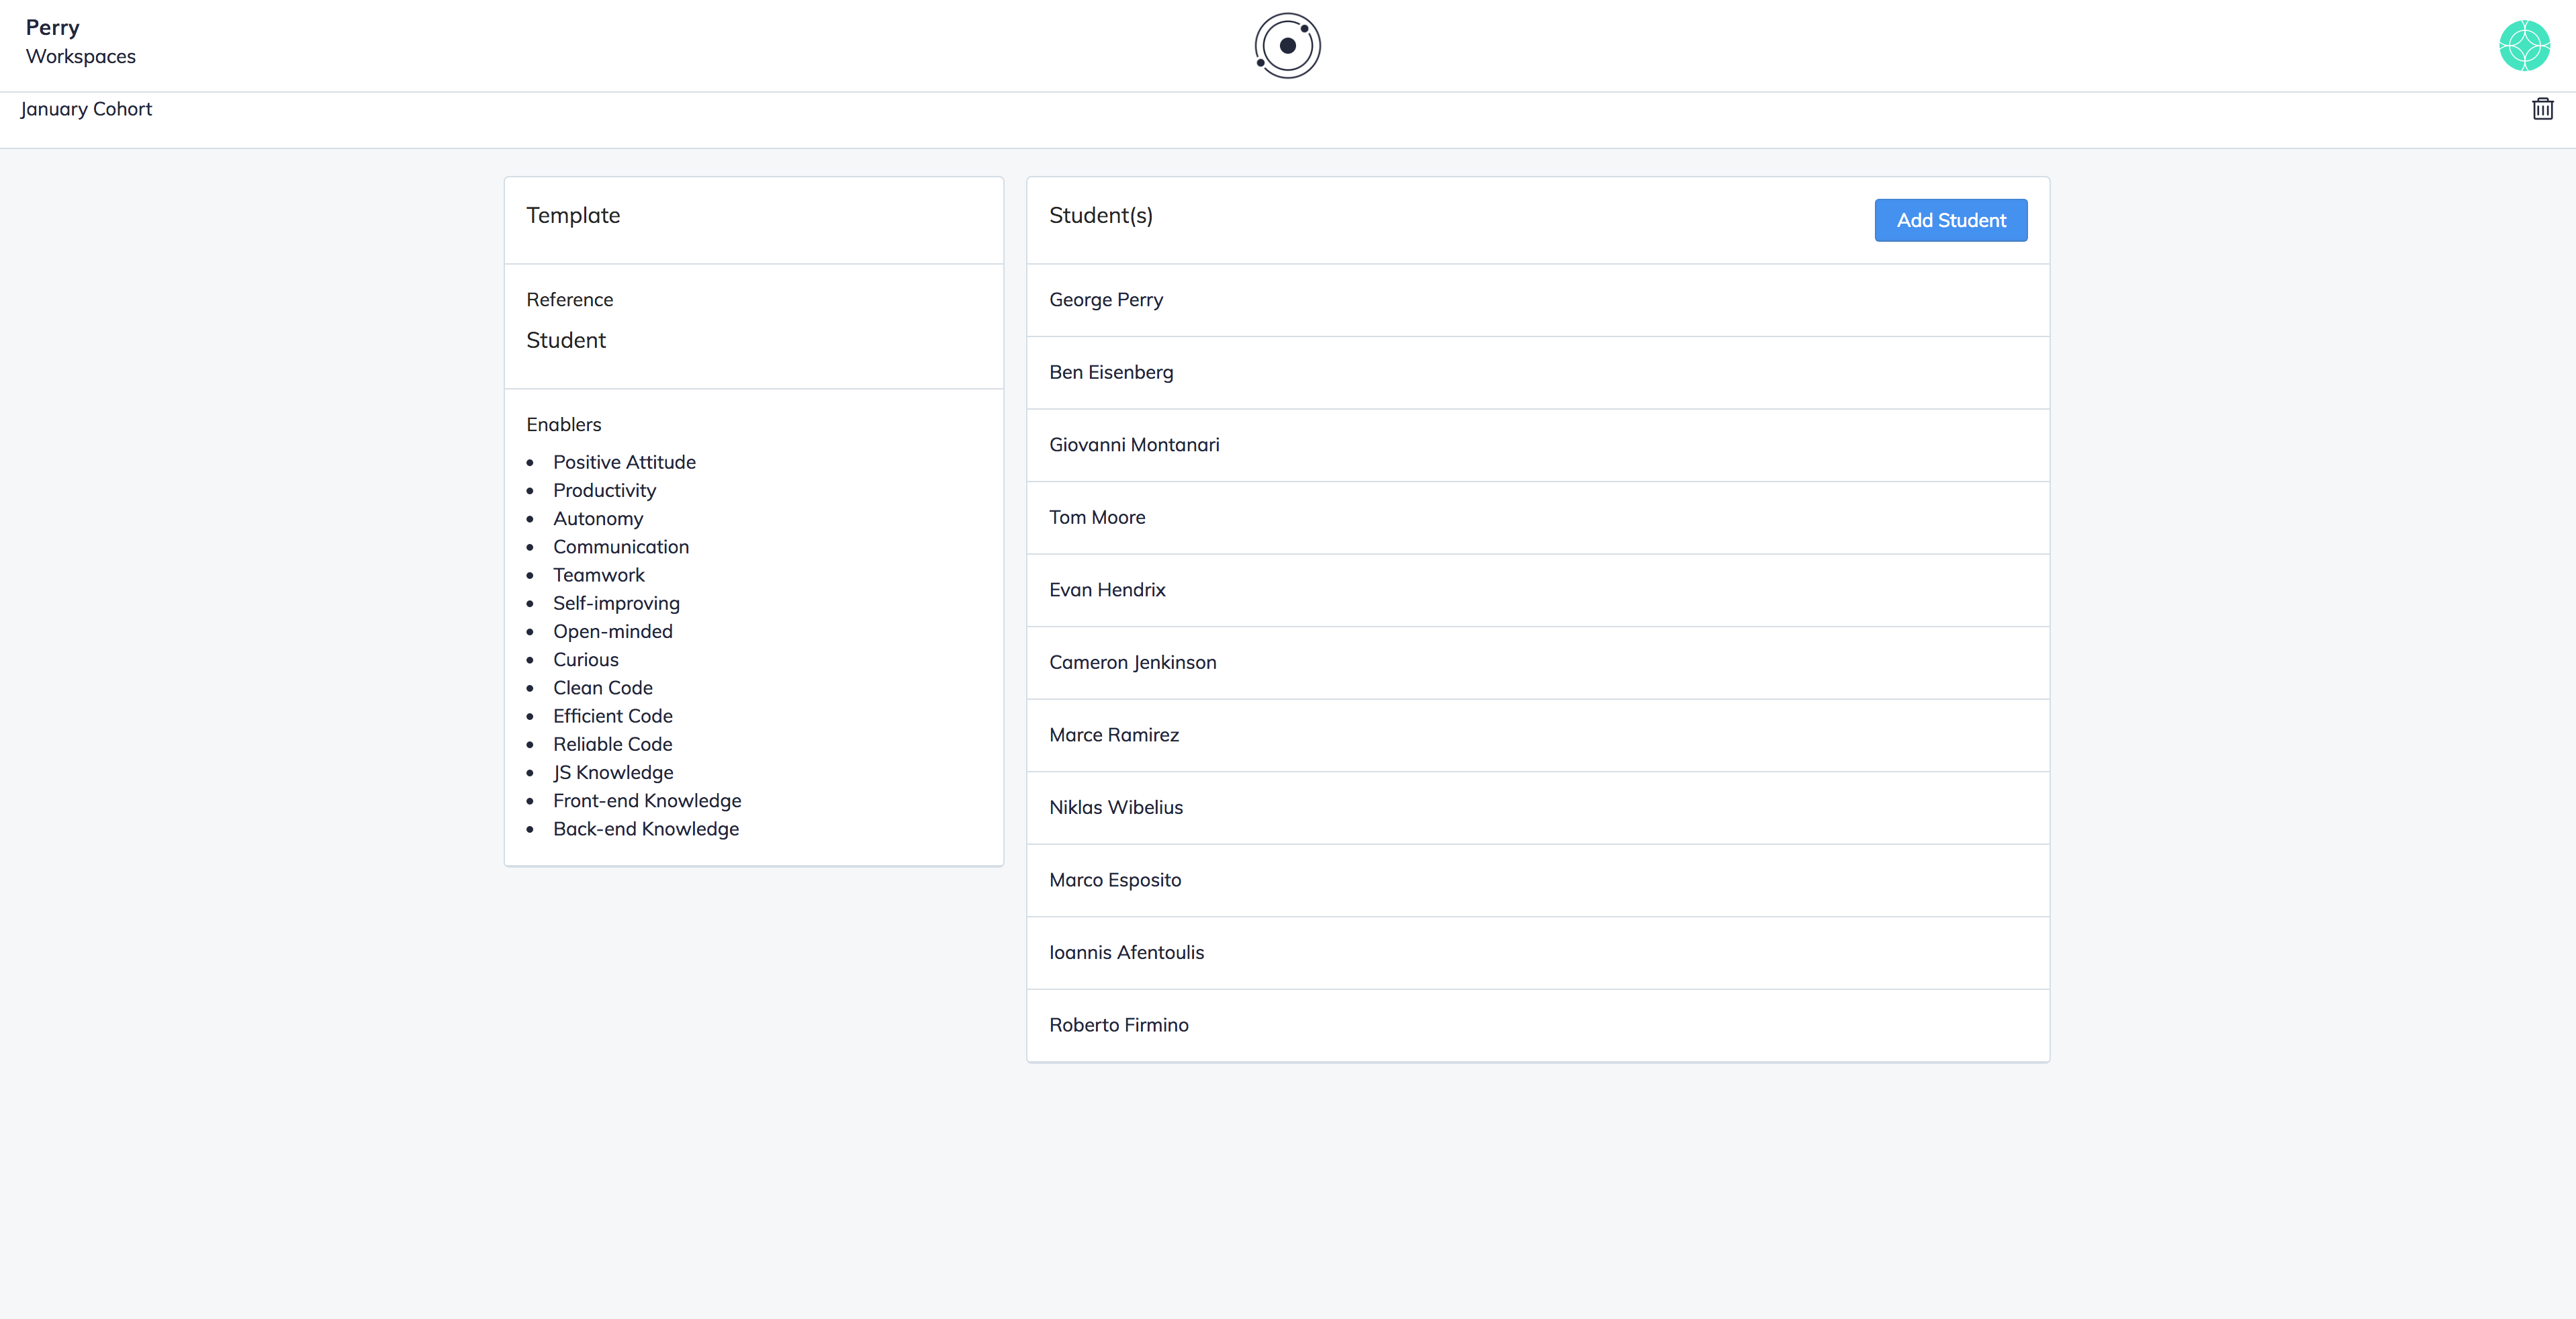 Perry
Workspaces
January Cohort
Template
Reference
Student
Enablers
Positive Attitude
Productivity
Autonomy
Communication
Teamwork
Self-improving
Open-minded
Curious
Clean Code
Efficient Code
Reliable Code
JS Knowledge
Front-end Knowledge
Back-end Knowledge
Student(s)
Add Student
George Perry
Ben Eisenberg
Giovanni Montanari
Tom Moore
Evan Hendrix
Cameron Jenkinson
Marce Ramirez
Niklas Wibelius
Marco Esposito
Ioannis Afentoulis
Roberto Firmino